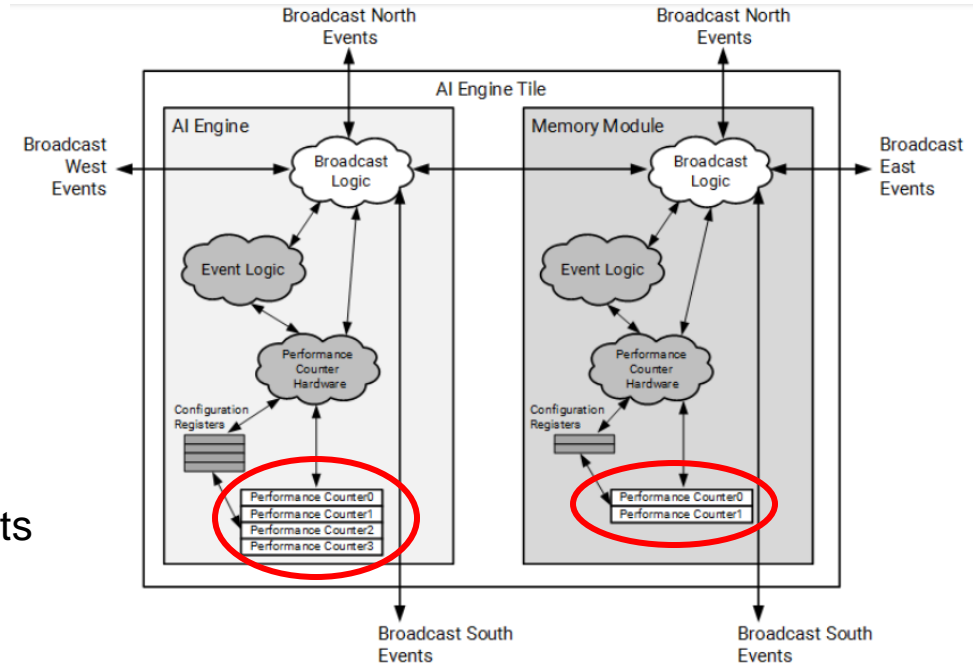 Broadcast North
Events
Broadcast North
Events
AI Engine Tile
AI Engine
Memory Module
Broadcast
West
Events
Broadcast
Logic
Broadcast
Logic
Broadcast
East
Events
Event Logic
Event Logic
Performance
Counter
Hardware
Performance
Counter
Hardware
Configuration
Registers
Configuration
Registers
Performance Counter0
Performance Counter1
Performance Counter2
Performance Counter3
Performance Counter0
Performance Counter1
ts
Broadcast South
Events
Broadcast South
Events